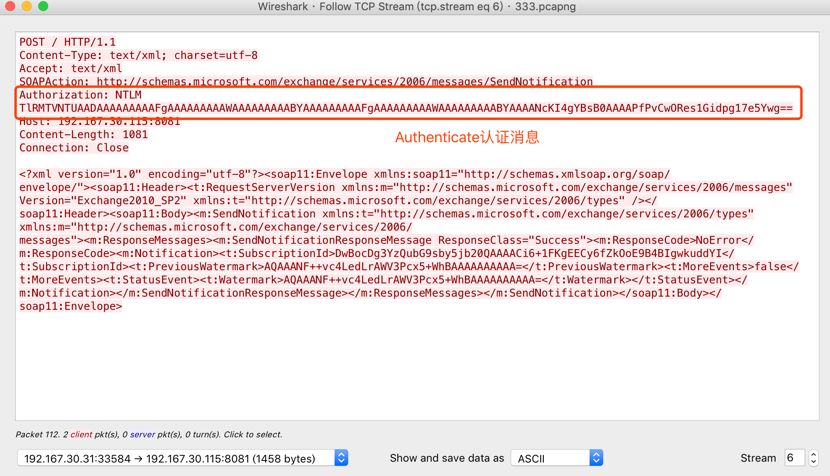 Wireshark · Follow TCP Stream (tcp.stream eq 6) · 333.pcapng
POST / HTTP/1.1
Content-Type: text/xml; charset=utf-8
Accept: text/xml
SOAPAction: http://schemas.microsoft.com/exchange/services/2006/messages/SendNotification
Authorization: NTLM
TlRMTVNTUAADAAAAAAAAAFgAAAAAAAAAWAAAAAAAAABYAAAAAAAAAFgAAAAAAAAAWAAAAAAAAABYAAAANcKI4gYBsB0AAAAPfPvCwORes1Gidpg17e5Ywg==
Host: 192.167.30.115:8081
Authenticate认证消息
Content-Length: 1081
Connection: Close
<?xml version="1.0" encoding="utf-8"?><soap11:Envelope xmlns:soap11="http://schemas.xmlsoap.org/soap/
envelope/"><soap11:Header><t:RequestServerVersion xmlns:m="http://schemas.microsoft.com/exchange/services/2006/messages"
Version="Exchange2010_SP2" xmlns:t="http://schemas.microsoft.com/exchange/services/2006/types" /></
soap11:Header><soap11:Body><m:SendNotification xmlns:t="http://schemas.microsoft.com/exchange/services/2006/types"
xmlns:m="http://schemas.microsoft.com/exchange/services/2006/
messages"><m:ResponseMessages><m:SendNotificationResponseMessage ResponseClass="Success"><m:ResponseCode>NoError</
m:ResponseCode><m:Notification><t:SubscriptionId>DwBocDg3YzQubG9sby5jb20QAAAACi6+1FKgEECy6fZkOoE9B4BIgwkuddYI</
t:SubscriptionId><t:PreviousWatermark>AQAAANF++vc4LedLrAWV3Pcx5+WhBAAAAAAAAAA=</t:PreviousWatermark><t:MoreEvents>false</
t:MoreEvents><t:StatusEvent><t:Watermark>AQAAANF++vc4LedLrAWV3Pcx5+WhBAAAAAAAAAA=</t:Watermark></t:StatusEvent></
m:Notification></m:SendNotificationResponseMessage></m:ResponseMessages></m:SendNotification></soap11:Body></
soap11:Envelope>
Packet 112. 2 client pkt(s), 0 server pkt(s), 0 turn(s). Click to select.
192.167.30.31:33584 → 192.167.30.115:8081 (1458 bytes)
Show and save data as
ASCII
Stream
6